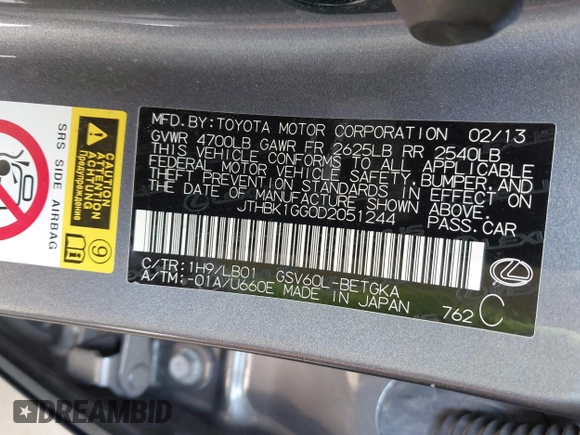 MFD. BY: TOYOTA MOTOR CORPORATION 02/13
GVWR 4700LB GAWR FR 2625LB RR 2540LB
THIS VEHICLE CONFORMS TO ALL APPLICABLE
FEDERAL MOTOR VEHICLE SAFETY, BUMPER, AND
THEFT PREVENTION STANDARDS IN EFFECT ON
THE DATE OF MANUFACTURE SHOWN ABOVE.
JTHBK1GG0D2051244 PASS.CAR
C/TR: 1H9/LB01 GSV60L-BETGKA
A/TM: -01A/U660E MADE IN JAPAN
762 C
SRS SIDE AIRBAG
ACHTUNG
Предупреждение
9
DREAMBID